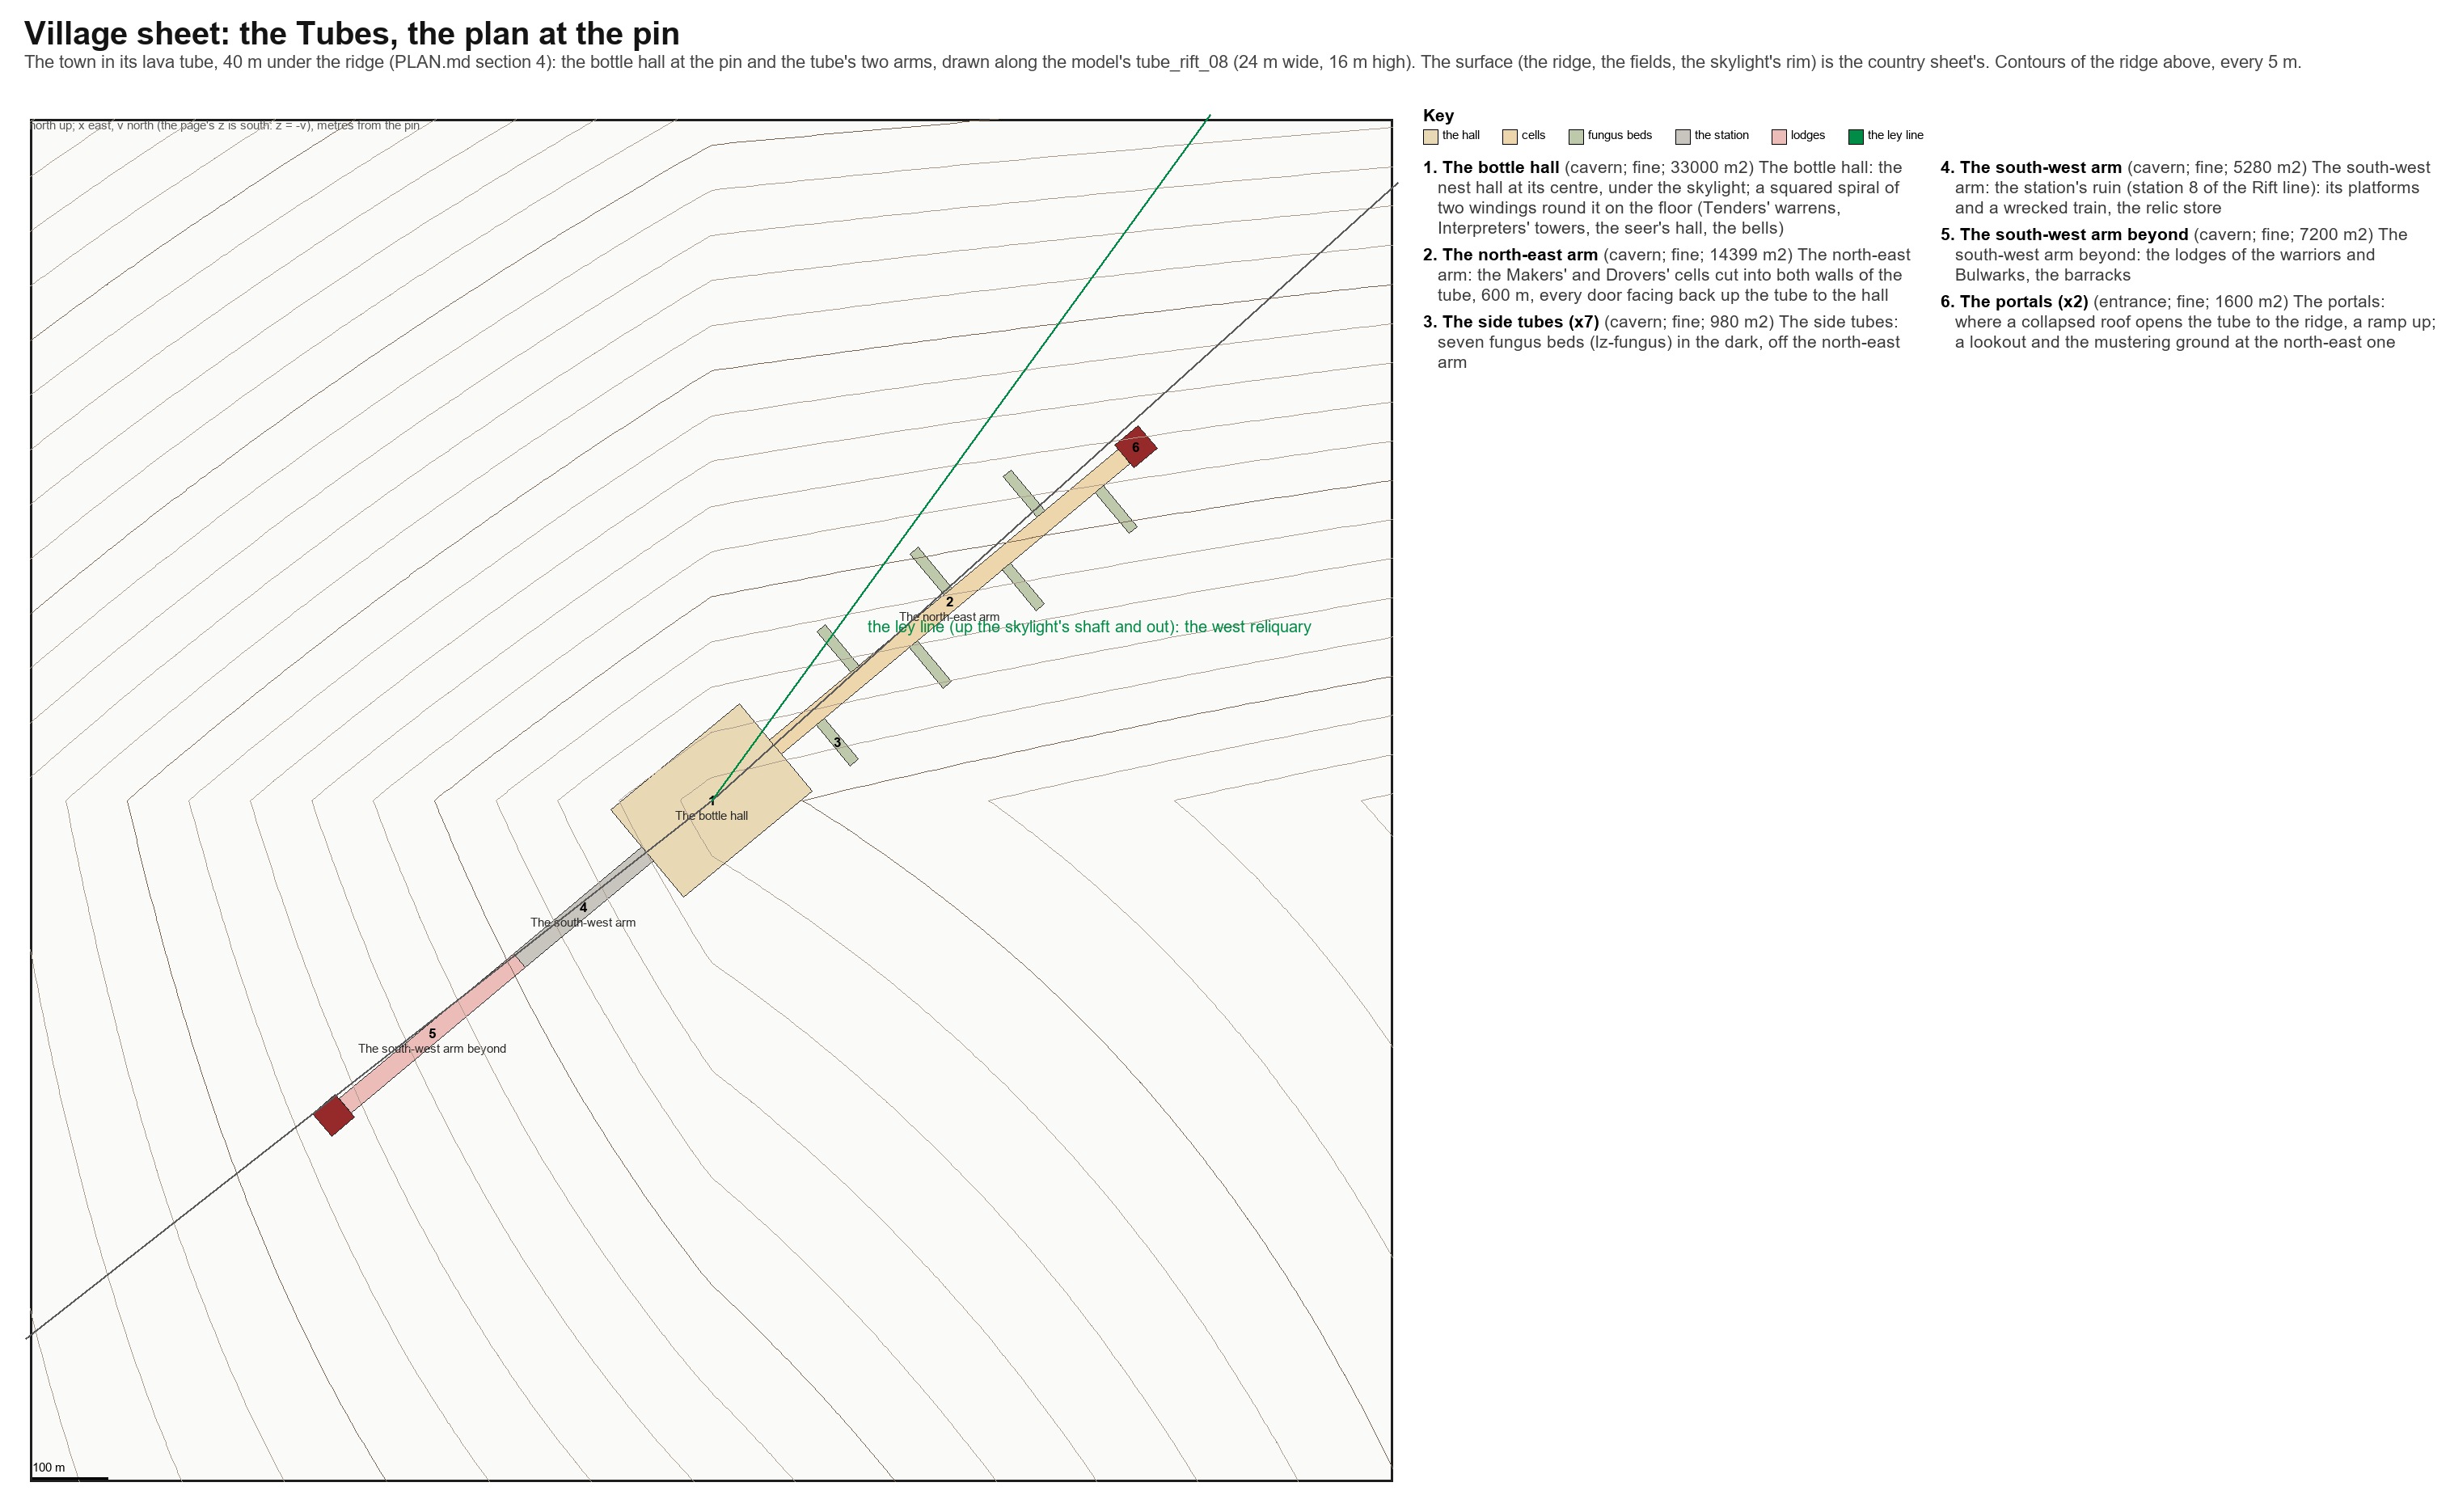 Village sheet: the Tubes, the plan at the pin
The town in its lava tube, 40 m under the ridge (PLAN.md section 4): the bottle hall at the pin and the tube's two arms, drawn along the model's tube_rift_08 (24 m wide, 16 m high). The surface (the ridge, the fields, the skylight's rim) is the country sheet's. Contours of the ridge above, every 5 m.
north up; x east, v north (the page's z is south: z = -v), metres from the pin
Key
the hall
cells
fungus beds
the station
lodges
the ley line
1. The bottle hall (cavern; fine; 33000 m2) The bottle hall: the
nest hall at its centre, under the skylight; a squared spiral of
two windings round it on the floor (Tenders' warrens,
Interpreters' towers, the seer's hall, the bells)
2. The north-east arm (cavern; fine; 14399 m2) The north-east
arm: the Makers' and Drovers' cells cut into both walls of the
tube, 600 m, every door facing back up the tube to the hall
3. The side tubes (x7) (cavern; fine; 980 m2) The side tubes:
seven fungus beds (lz-fungus) in the dark, off the north-east
arm
4. The south-west arm (cavern; fine; 5280 m2) The south-west
arm: the station's ruin (station 8 of the Rift line): its platforms
and a wrecked train, the relic store
5. The south-west arm beyond (cavern; fine; 7200 m2) The
south-west arm beyond: the lodges of the warriors and
Bulwarks, the barracks
6. The portals (x2) (entrance; fine; 1600 m2) The portals:
where a collapsed roof opens the tube to the ridge, a ramp up;
a lookout and the mustering ground at the north-east one
6
2
The north-east arm
the ley line (up the skylight's shaft and out): the west reliquary
3
1
The bottle hall
4
The south-west arm
5
The south-west arm beyond
100 m